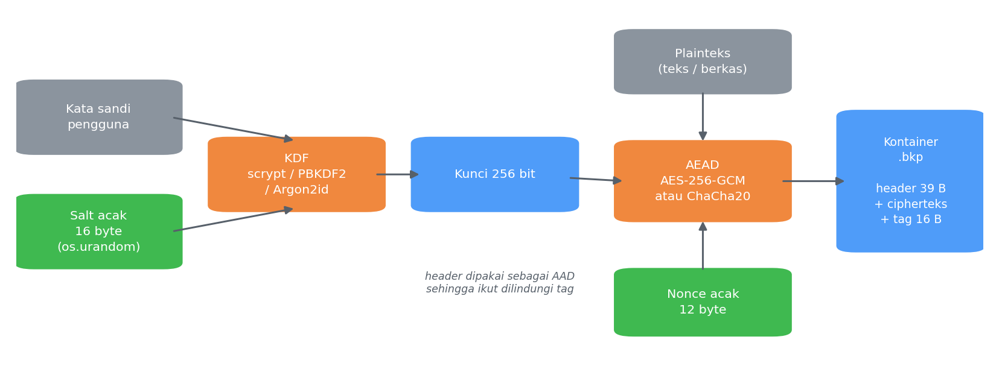 Kata sandi
pengguna
Salt acak
16 byte
(os.urandom)
KDF
scrypt / PBKDF2
/ Argon2id
Kunci 256 bit
header dipakai sebagai AAD
sehingga ikut dilindungi tag
Plainteks
(teks / berkas)
AEAD
AES-256-GCM
atau ChaCha20
Nonce acak
12 byte
Kontainer
.bkp
header 39 B
+ cipherteks
+ tag 16 B